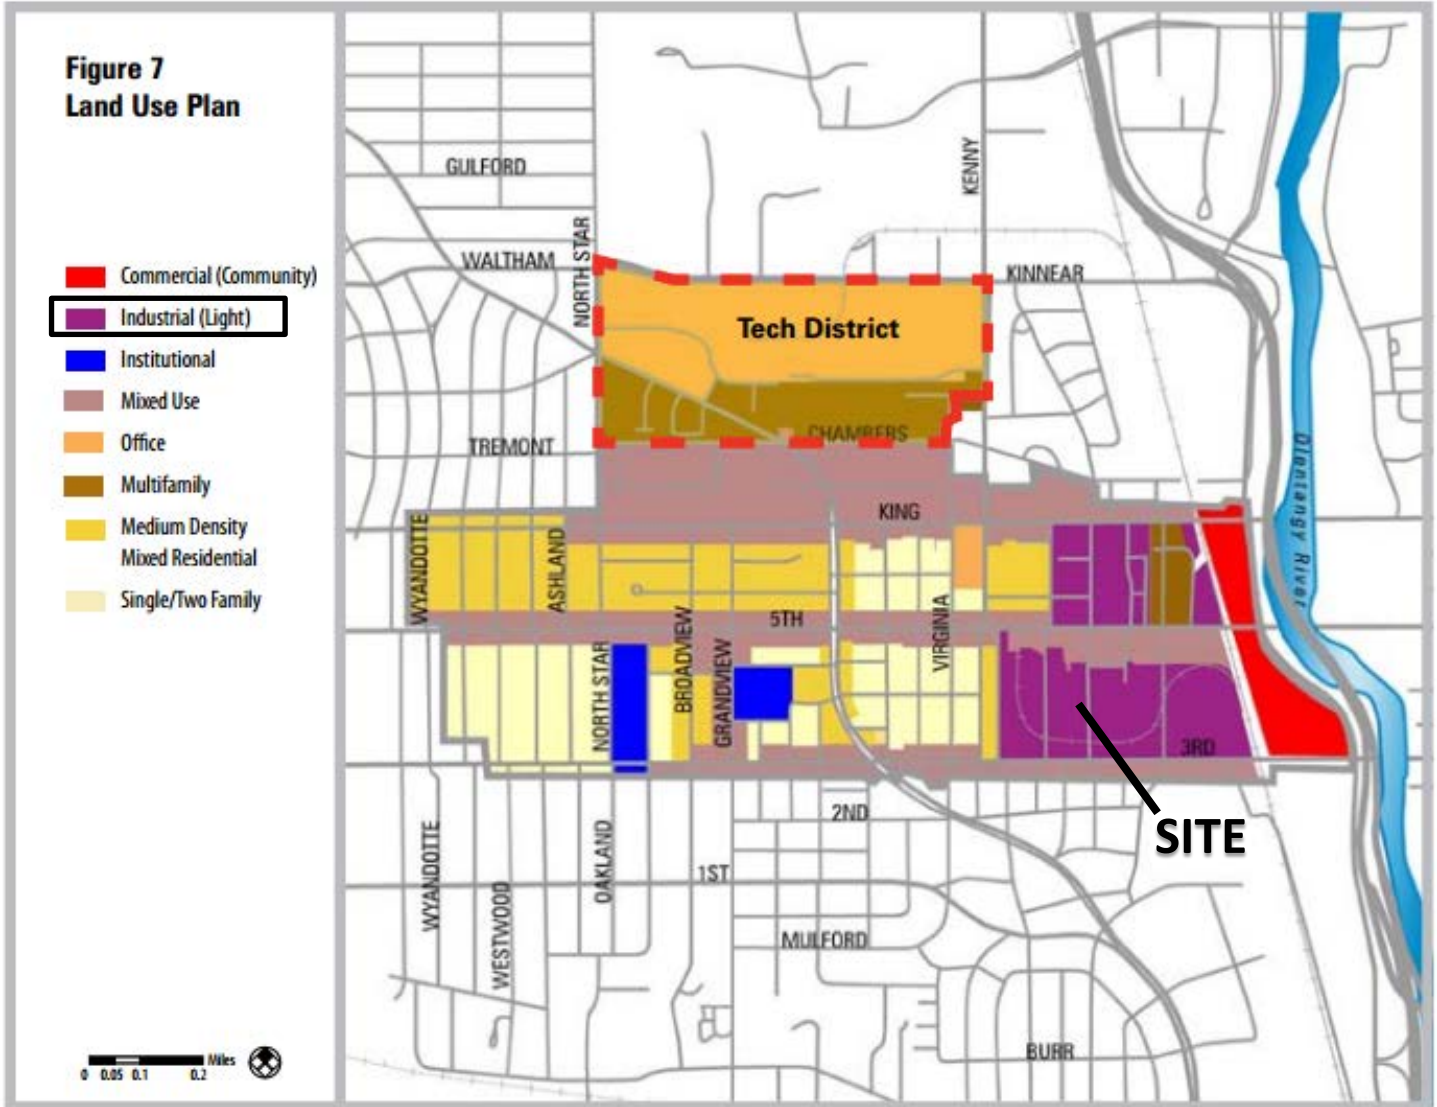 Figure 7
Land Use Plan
Commercial (Community)
Industrial (Light)
Institutional
Mixed Use
Office
Multifamily
Medium Density
Mixed Residential
Single/Two Family
Miles
0 0.05 0.1 0.2
GULFORD
KENNY
NORTH STAR
WALTHAM
KINNEAR
Tech District
CHAMBERS
TREMONT
Olentangy River
KING
WYANDOTTE
ASHLAND
5TH
VIRGINIA
BROADVIEW
NORTH STAR
GRANDVIEW
3RD
2ND
SITE
WYANDOTTE
OAKLAND
1ST
WESTWOOD
MULFORD
BURR